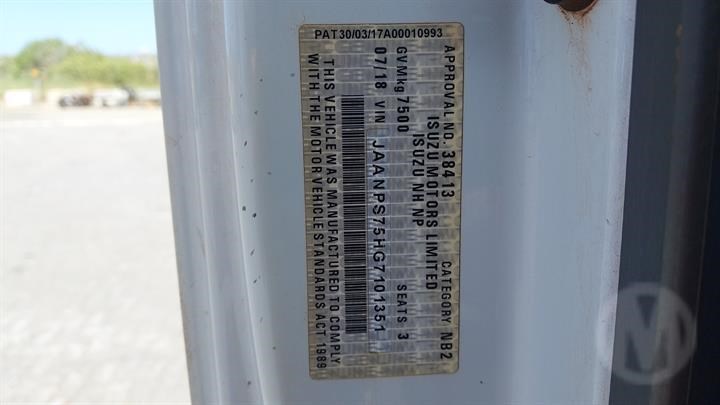 PAT30/03/17A00010993
APPROVAL NO. 38413 CATEGORY NB2
ISUZU MOTORS LIMITED
ISUZU NH NP
GVMkg 7500 SEATS 3
07/18 VIN JAANPS75HG7101351
THIS VEHICLE WAS MANUFACTURED TO COMPLY
WITH THE MOTOR VEHICLE STANDARDS ACT 1989
M